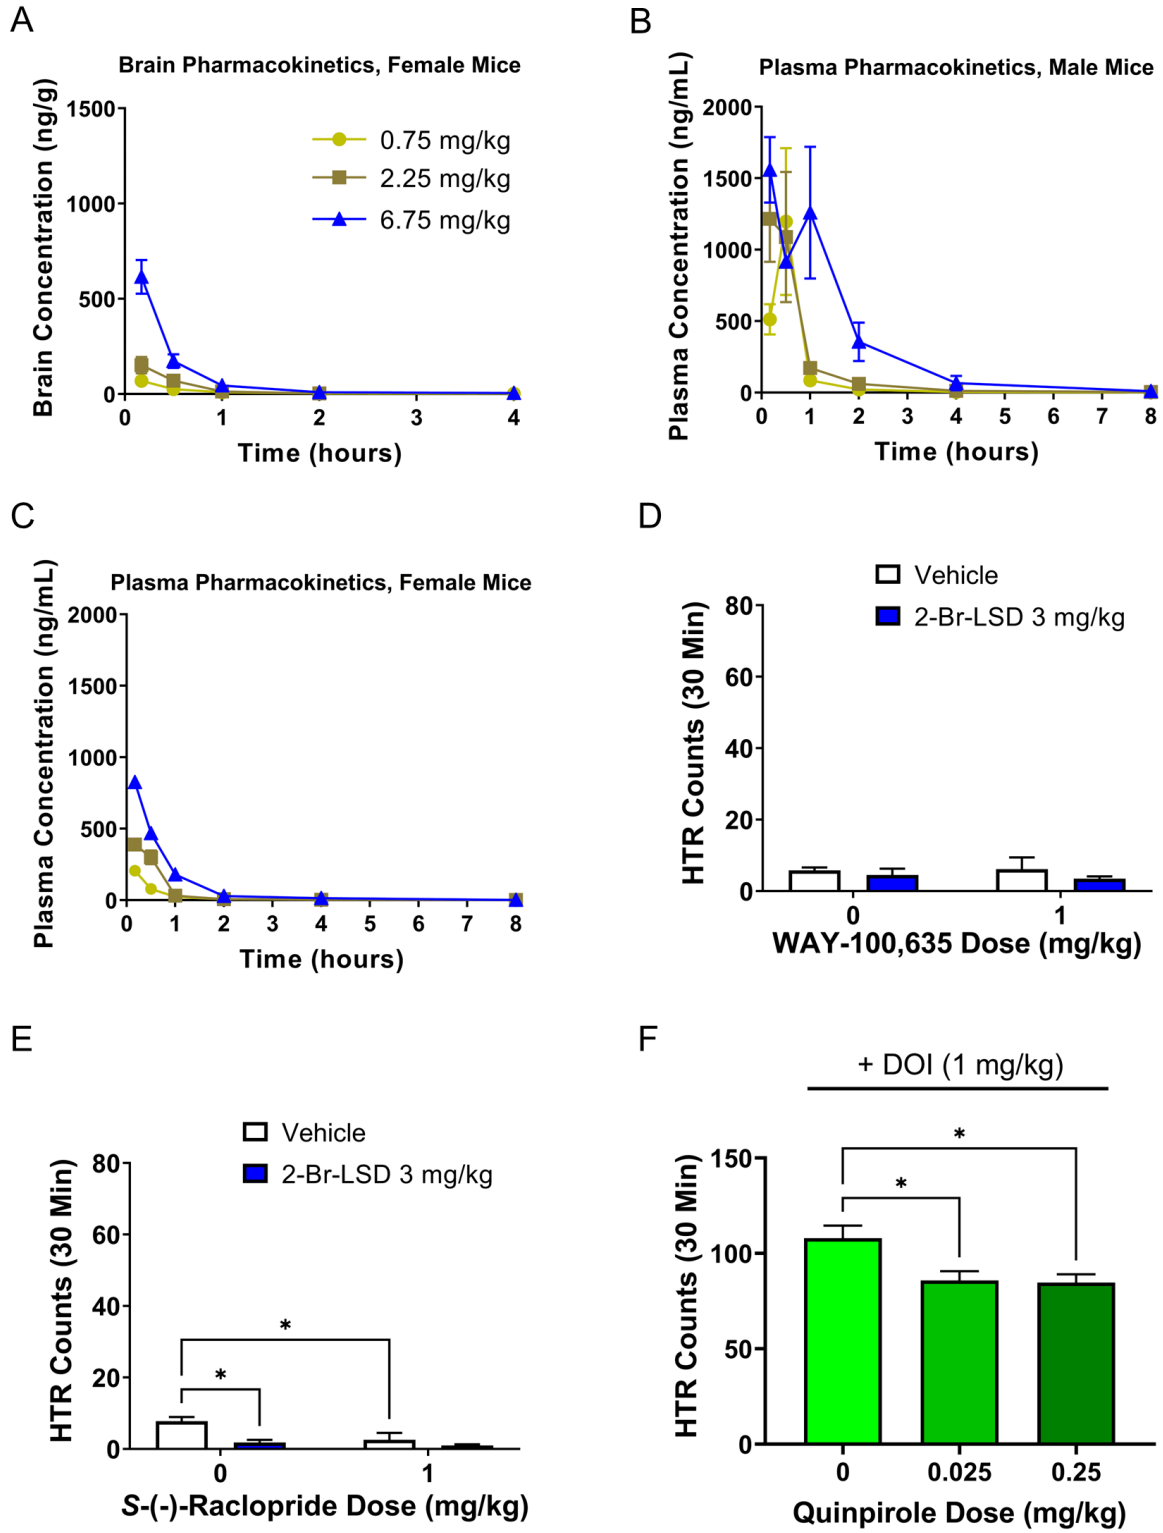 A
Brain Pharmacokinetics, Female Mice
Brain Concentration (ng/g)
1500
1000
500
0
0 1 2 3 4
Time (hours)
0.75 mg/kg
2.25 mg/kg
6.75 mg/kg
B
Plasma Pharmacokinetics, Male Mice
Plasma Concentration (ng/mL)
2000
1500
1000
500
0
0 1 2 3 4 5 6 7 8
Time (hours)
C
Plasma Pharmacokinetics, Female Mice
Plasma Concentration (ng/mL)
2000
1500
1000
500
0
0 1 2 3 4 5 6 7 8
Time (hours)
D
Vehicle
2-Br-LSD 3 mg/kg
HTR Counts (30 Min)
80
60
40
20
0
0 1
WAY-100,635 Dose (mg/kg)
E
Vehicle
2-Br-LSD 3 mg/kg
HTR Counts (30 Min)
80
60
40
20
0
*
*
0 1
S-(-)-Raclopride Dose (mg/kg)
F
+ DOI (1 mg/kg)
HTR Counts (30 Min)
150
100
50
0
*
*
0 0.025 0.25
Quinpirole Dose (mg/kg)